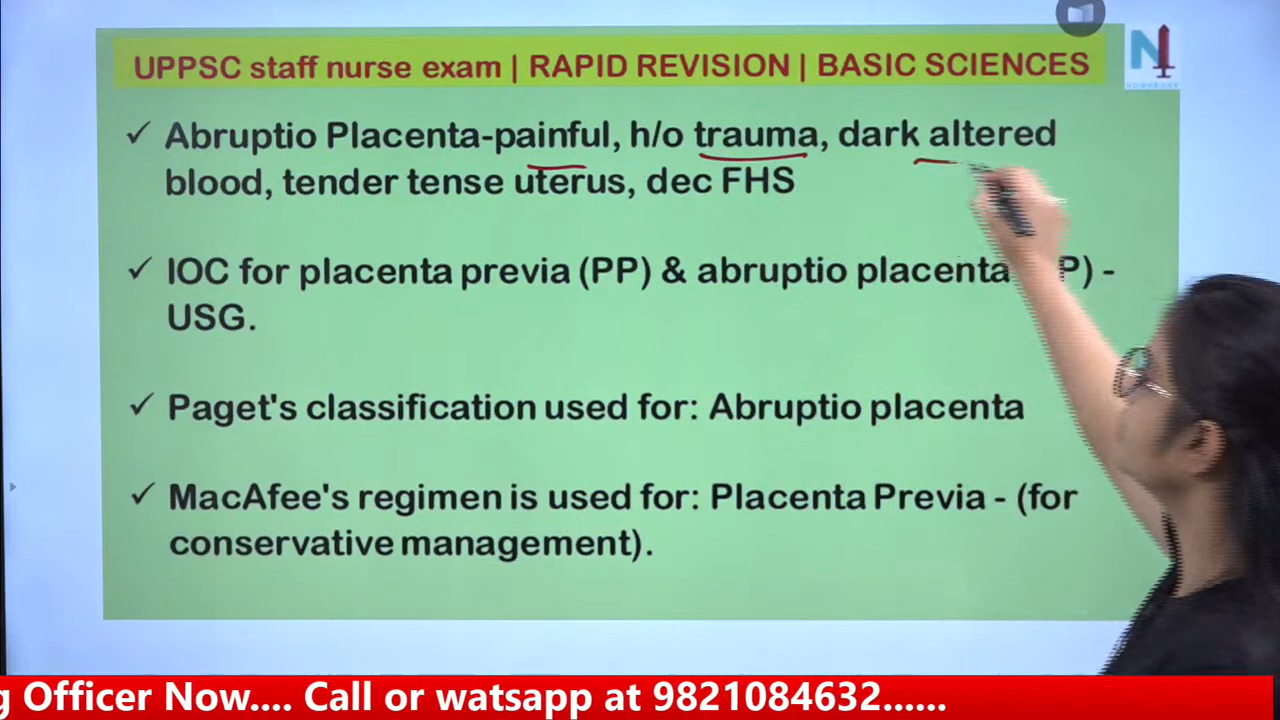 UPPSC staff nurse exam | RAPID REVISION | BASIC SCIENCES
✓ Abruptio Placenta-painful, h/o trauma, dark altered
blood, tender tense uterus, dec FHS
✓ IOC for placenta previa (PP) & abruptio placenta P) -
USG.
✓ Paget's classification used for: Abruptio placenta
✓ MacAfee's regimen is used for: Placenta Previa - (for
conservative management).
g Officer Now.... Call or watsapp at 9821084632......